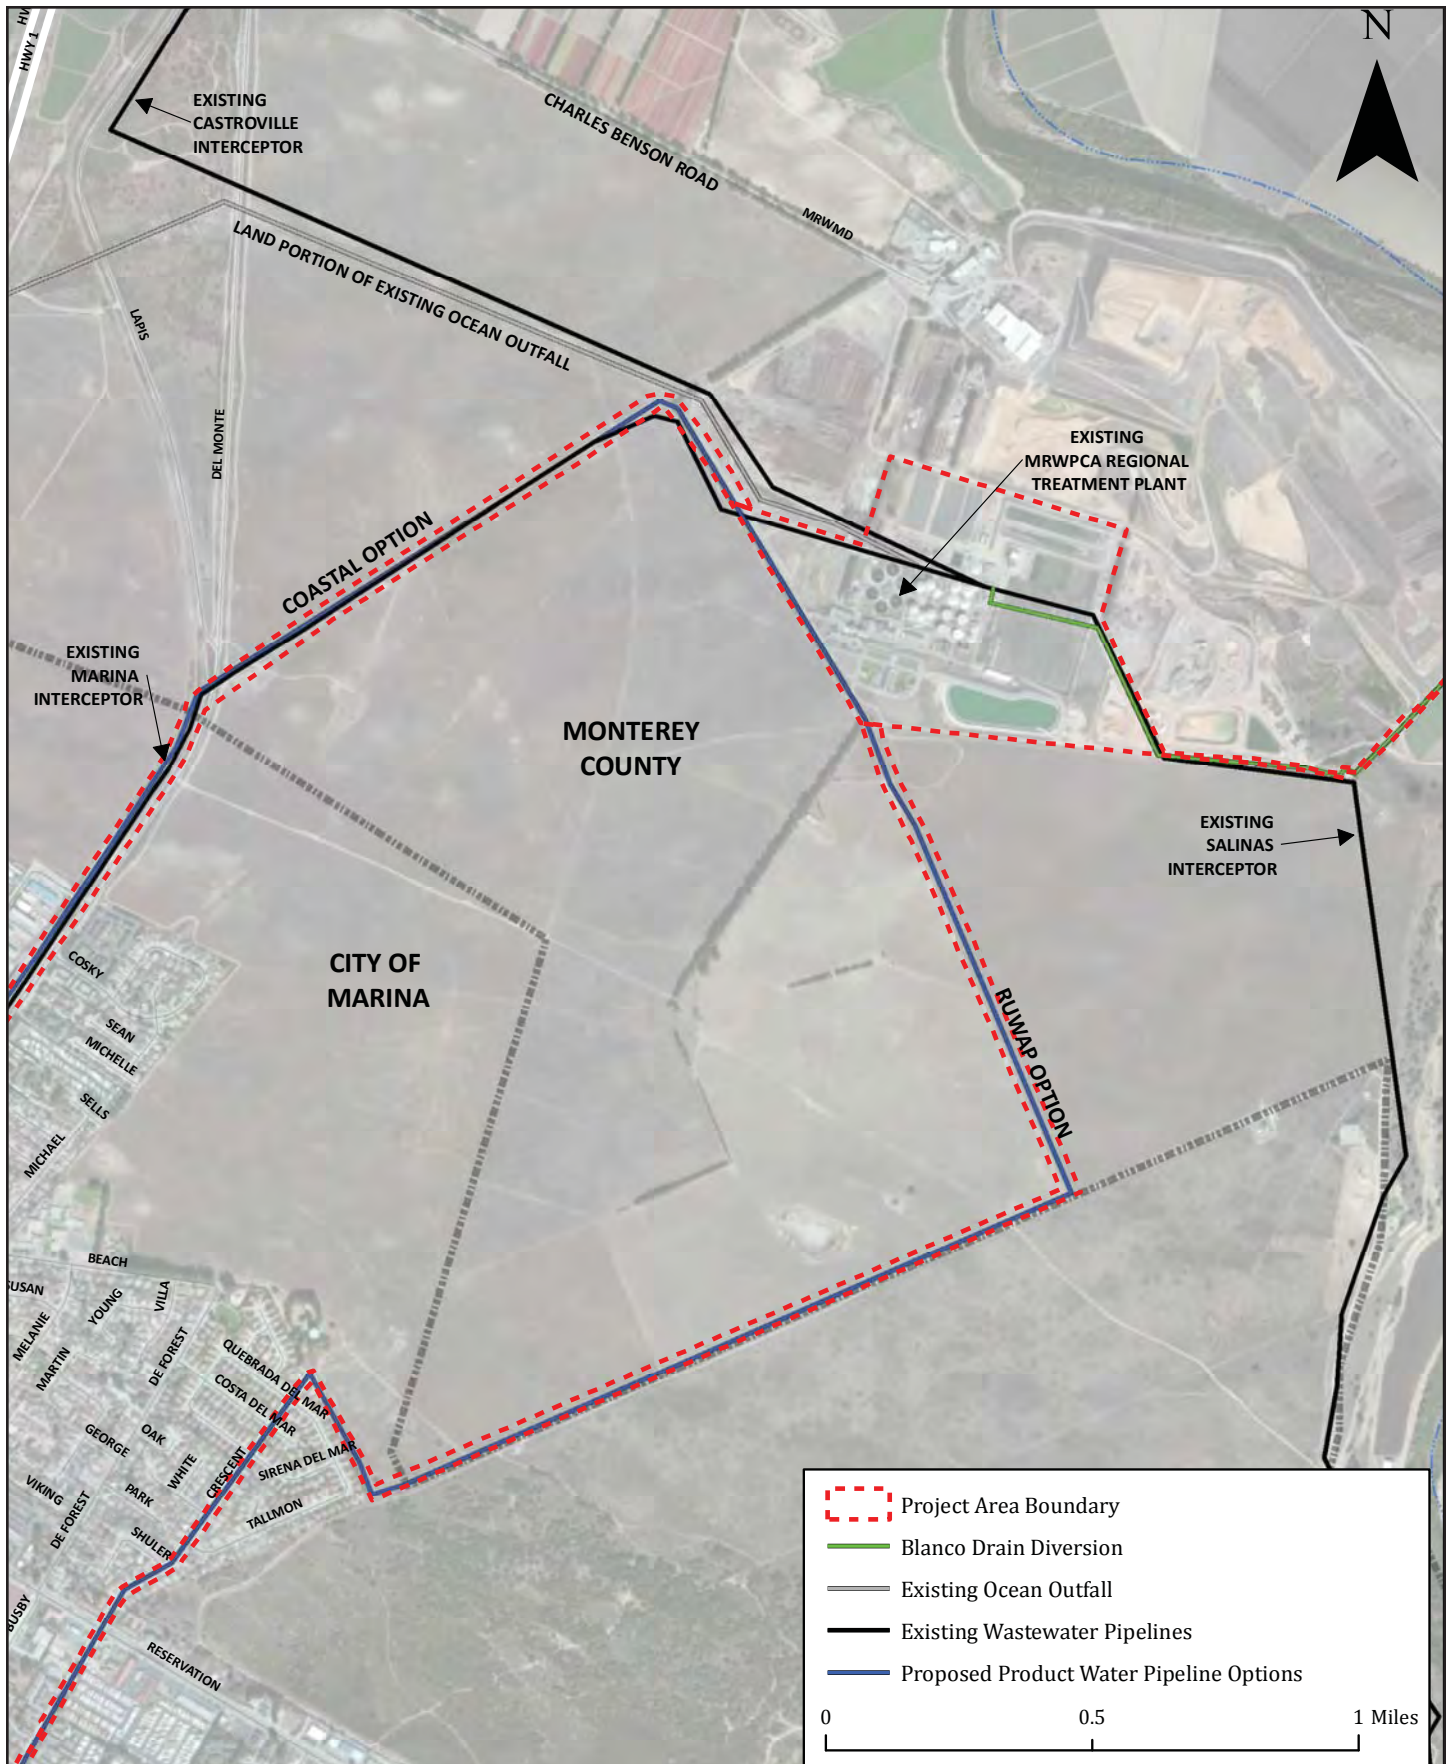 HWY 1
N
EXISTING
CASTROVILLE
INTERCEPTOR
CHARLES BENSON ROAD
MRWMD
LAND PORTION OF EXISTING OCEAN OUTFALL
LAPIS
DEL MONTE
EXISTING
MRWPCA REGIONAL
TREATMENT PLANT
COASTAL OPTION
EXISTING
MARINA
INTERCEPTOR
MONTEREY
COUNTY
EXISTING
SALINAS
INTERCEPTOR
CITY OF
MARINA
COSKY
SEAN
MICHELLE
SELLS
MICHAEL
RUWAP OPTION
BEACH
SUSAN
YOUNG
VILLA
MELANIE
MARTIN
DE FOREST
QUEBRADA DEL MAR
COSTA DEL MAR
GEORGE
OAK
WHITE
CRESCENT
SIRENA DEL MAR
VIKING
PARK
DE FOREST
TALLMON
SHULER
BUSBY
RESERVATION
Project Area Boundary
Blanco Drain Diversion
Existing Ocean Outfall
Existing Wastewater Pipelines
Proposed Product Water Pipeline Options
0 0.5 1 Miles